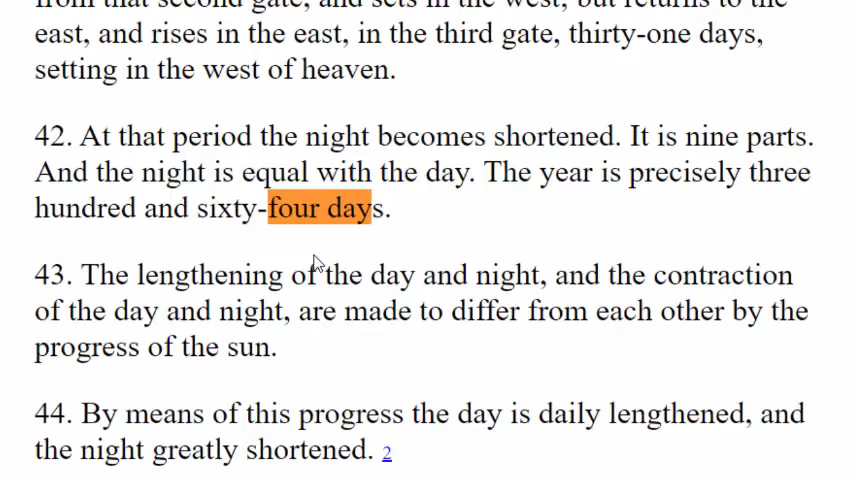 from that second gate, and sets in the west; but returns to the
east, and rises in the east, in the third gate, thirty-one days,
setting in the west of heaven.
42. At that period the night becomes shortened. It is nine parts.
And the night is equal with the day. The year is precisely three
hundred and sixty-four days.
43. The lengthening of the day and night, and the contraction
of the day and night, are made to differ from each other by the
progress of the sun.
44. By means of this progress the day is daily lengthened, and
the night greatly shortened. 2